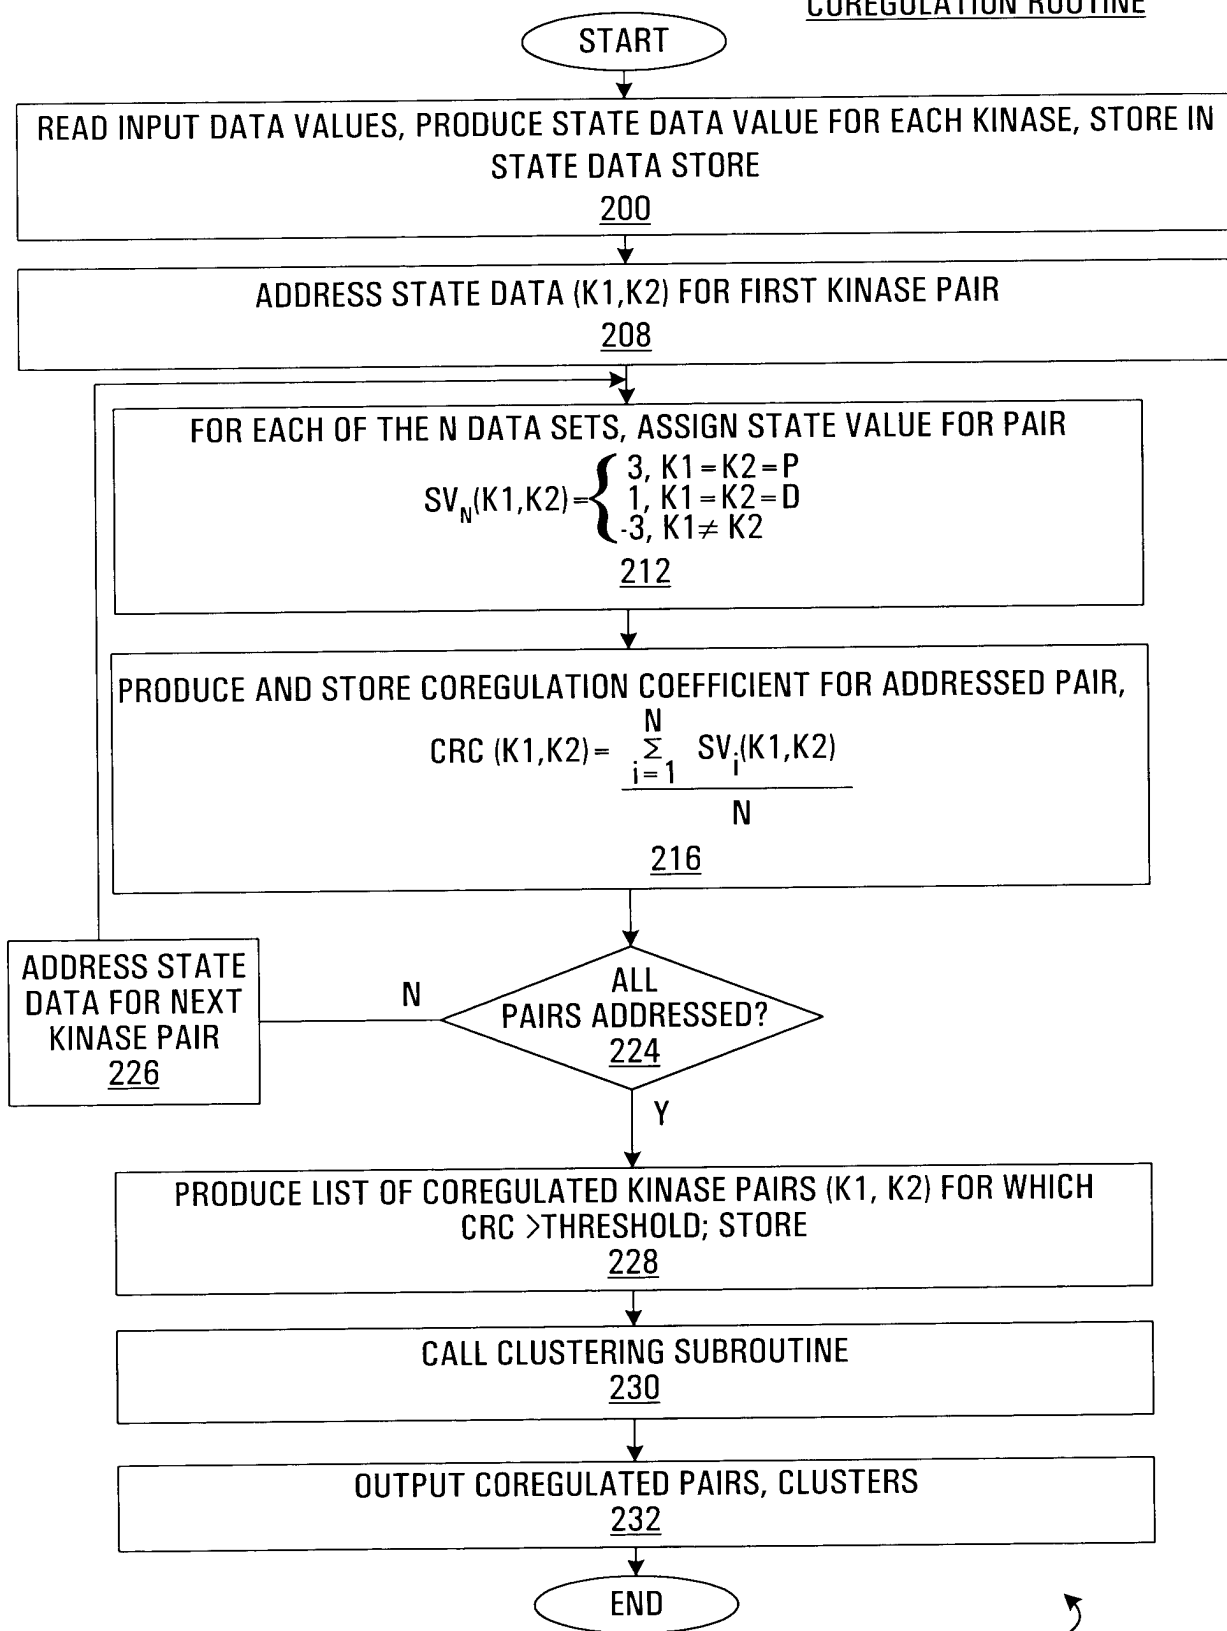 COREGULATION ROUTINE
START
READ INPUT DATA VALUES, PRODUCE STATE DATA VALUE FOR EACH KINASE, STORE IN
STATE DATA STORE
200
ADDRESS STATE DATA (K1,K2) FOR FIRST KINASE PAIR
208
FOR EACH OF THE N DATA SETS, ASSIGN STATE VALUE FOR PAIR
3, K1=K2=P
SV_N(K1,K2)={ 1, K1=K2=D
-3, K1≠ K2
212
PRODUCE AND STORE COREGULATION COEFFICIENT FOR ADDRESSED PAIR,
N
CRC (K1,K2)= Σ SV_i(K1,K2)
i=1
N
216
ALL
PAIRS ADDRESSED?
224
N
ADDRESS STATE
DATA FOR NEXT
KINASE PAIR
226
Y
PRODUCE LIST OF COREGULATED KINASE PAIRS (K1, K2) FOR WHICH
CRC >THRESHOLD; STORE
228
CALL CLUSTERING SUBROUTINE
230
OUTPUT COREGULATED PAIRS, CLUSTERS
232
END